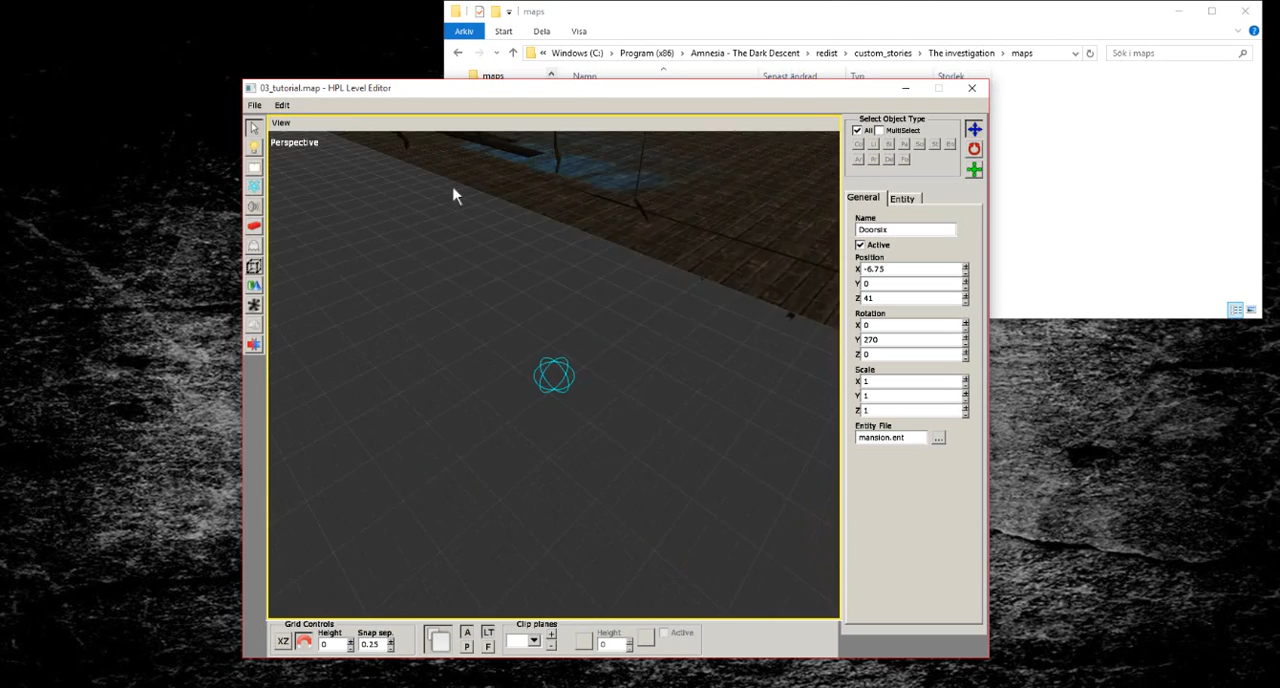 maps
Arkiv Start Dela Visa
« Windows (C:) › Program (x86) › Amnesia - The Dark Descent › redist › custom_stories › The investigation › maps
Sök i maps
maps Namn Senast ändrad Typ Storlek
03_tutorial.map - HPL Level Editor
File Edit
View
Perspective
Select Object Type
All MultiSelect
General Entity
Name
Doorsix
Active
Position
X -6.75
Y 0
Z 41
Rotation
X 0
Y 270
Z 0
Scale
X 1
Y 1
Z 1
Entity File
mansion.ent ...
Grid Controls
XZ Height 0 Snap sep. 0.25
A LT
P F
Clip planes
Height 0
Active